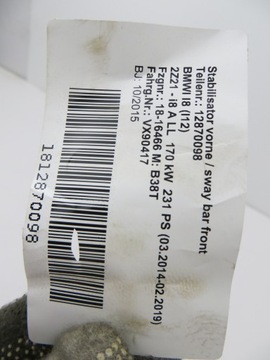 Stabilisator vorne / sway bar front
Teilenr.: 12870098
BMW I8 (I12)
2Z21 - i8 A LL 170 kW 231 PS (03.2014-02.2019)
Fzgnr.: 18-16466 M: B38T
Fahrg.Nr.: VX90417
BJ: 10/2015
1812870098